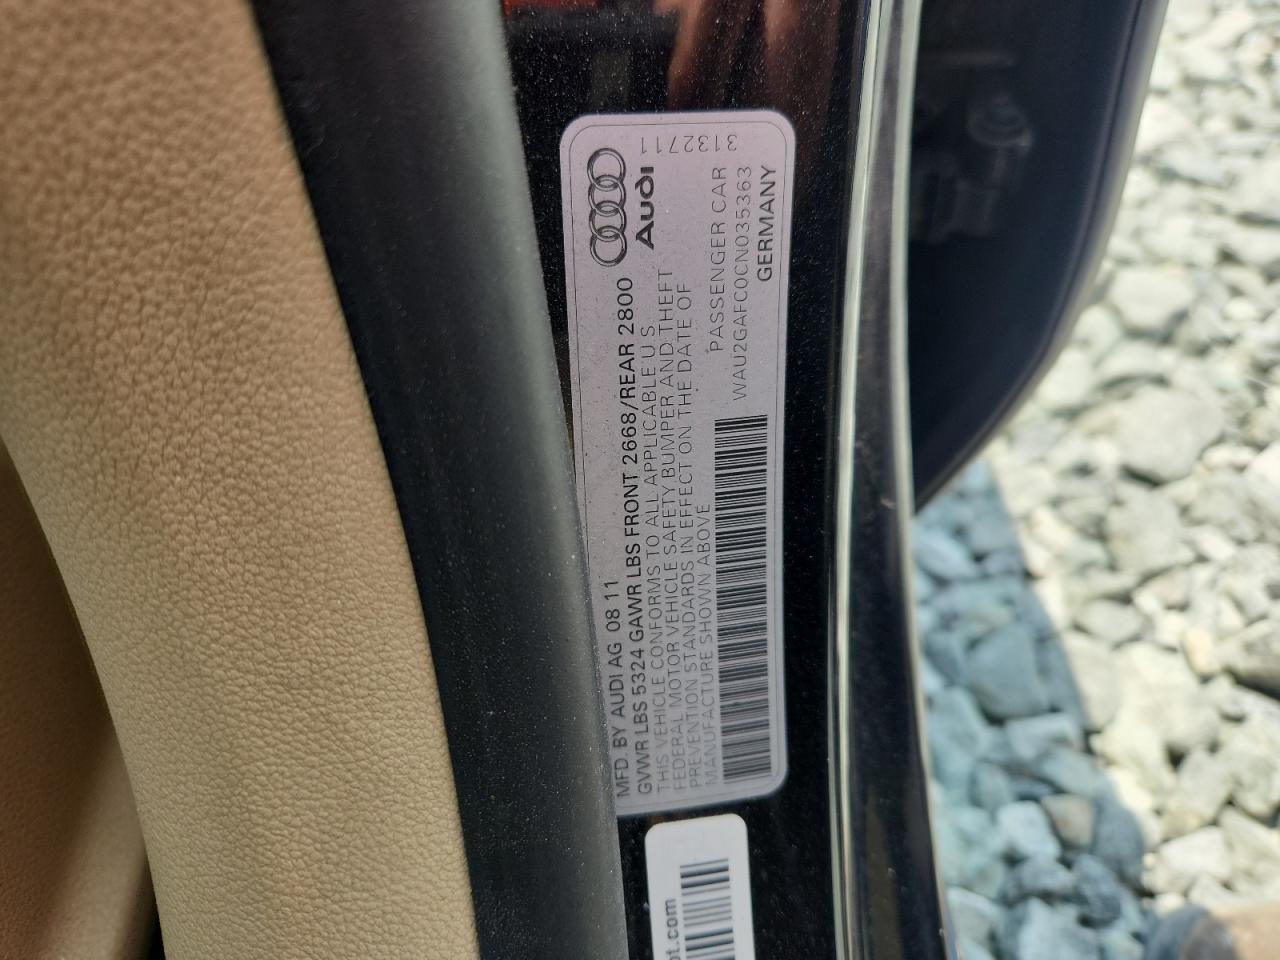 MFD. BY AUDI AG 08 11
GVWR LBS 5324 GAWR LBS FRONT 2668/REAR 2800
THIS VEHICLE CONFORMS TO ALL APPLICABLE U S
FEDERAL MOTOR VEHICLE SAFETY BUMPER AND THEFT
PREVENTION STANDARDS IN EFFECT ON THE DATE OF
MANUFACTURE SHOWN ABOVE
PASSENGER CAR
WAU2GAFC0CN035363
GERMANY
Audi
3132711
ot.com